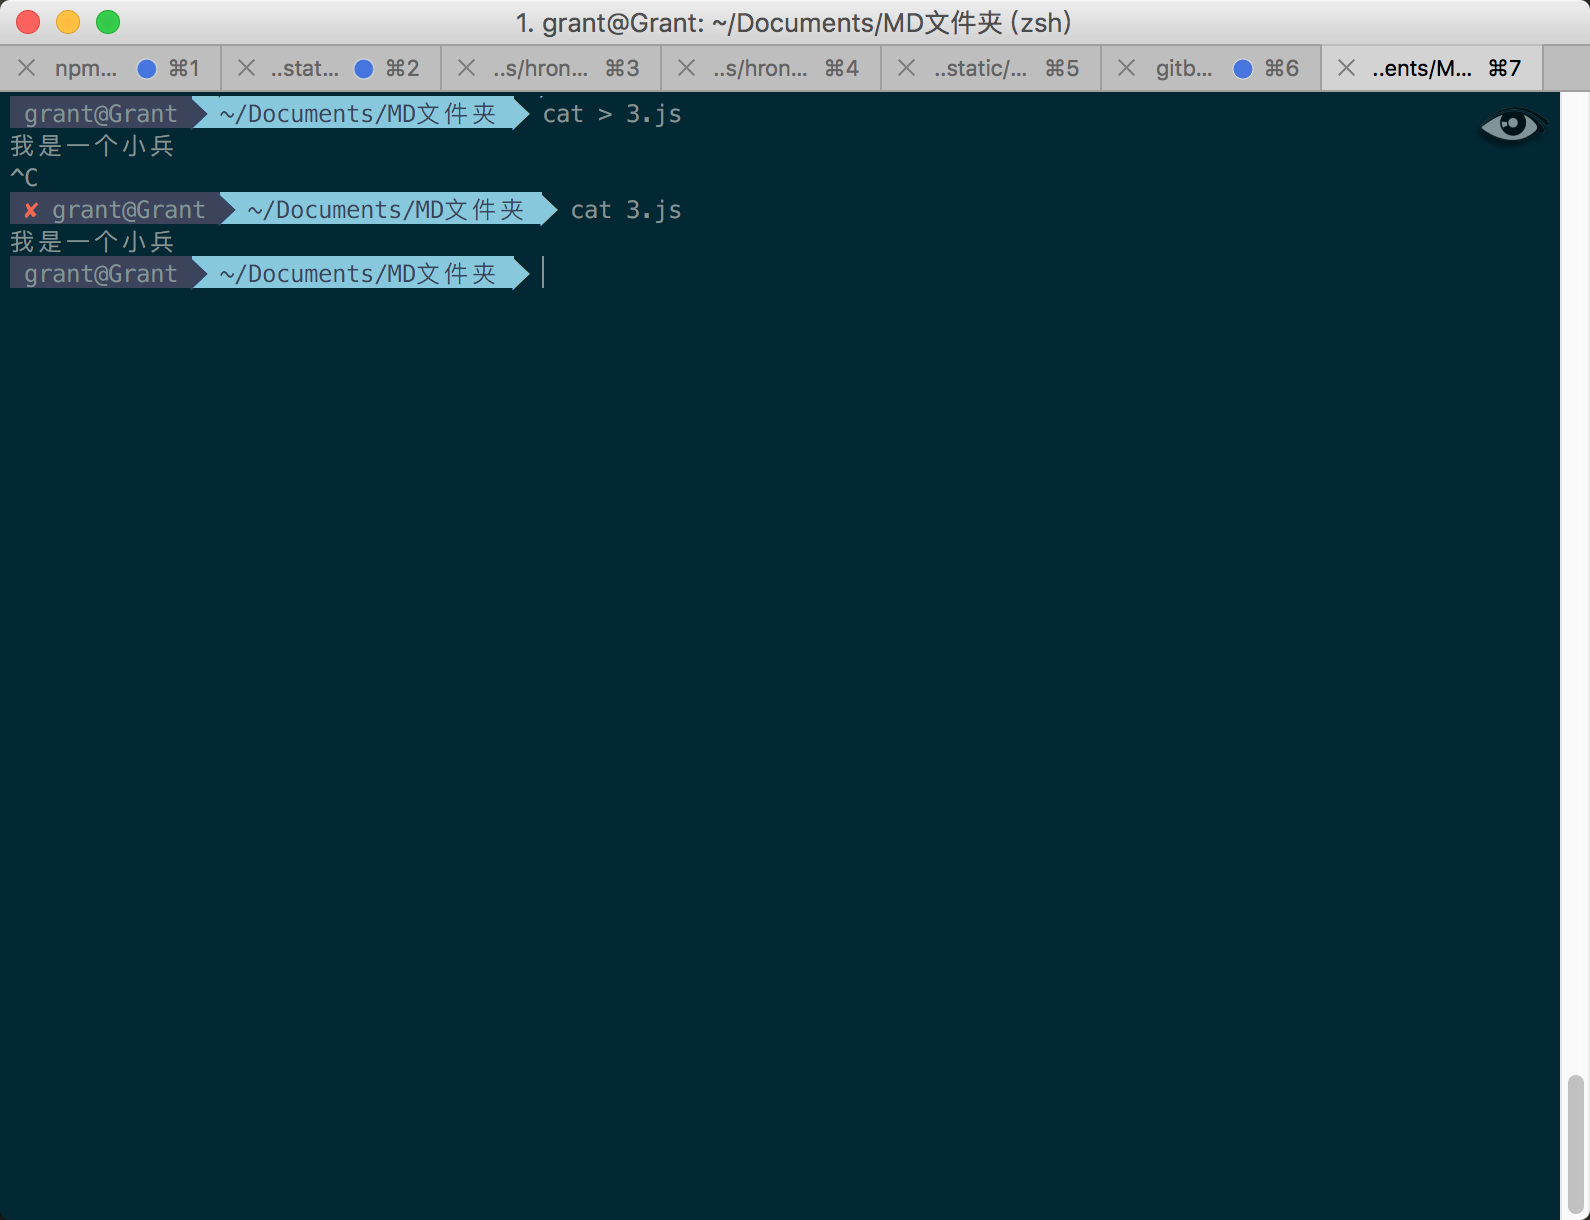 1. grant@Grant: ~/Documents/MD文件夹 (zsh)
npm... ⌘1 ..stat... ⌘2 ..s/hron... ⌘3 ..s/hron... ⌘4 ..static/... ⌘5 gitb... ⌘6 ..ents/M... ⌘7
grant@Grant ~/Documents/MD文件夹 cat > 3.js
我是一个小兵
^C
✘ grant@Grant ~/Documents/MD文件夹 cat 3.js
我是一个小兵
grant@Grant ~/Documents/MD文件夹